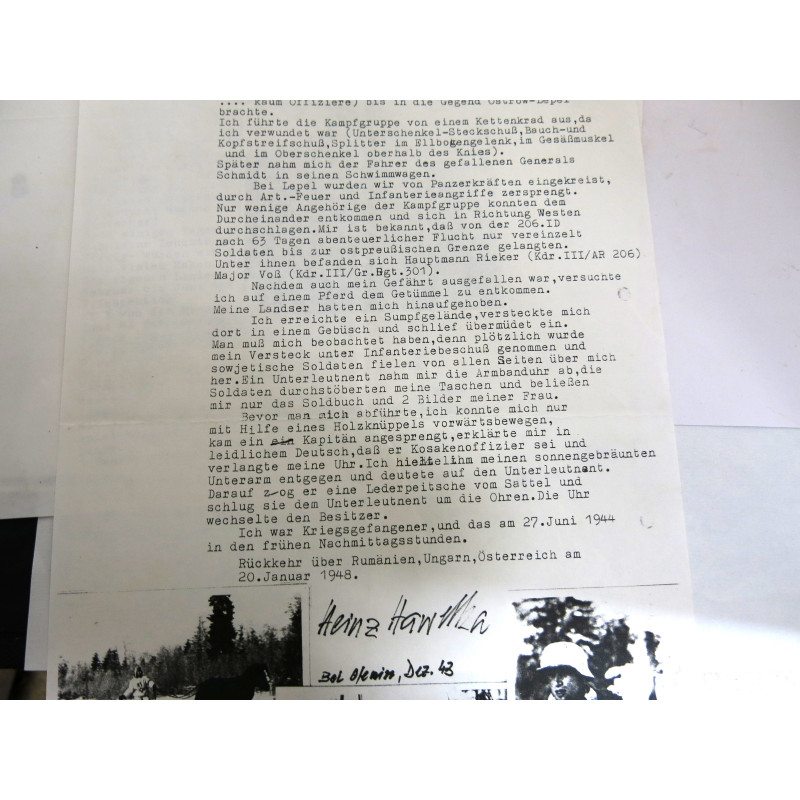 .... Raum Offiziere) bis in die Gegend Ostrow-Lepel
brachte.
Ich führte die Kampfgruppe von einem Kettenkrad aus,da
ich verwundet war (Unterschenkel-Steckschuß,Bauch-und
Kopfstreifschuß,Splitter im Ellbogengelenk,im Gesäßmuskel
und im Oberschenkel oberhalb des Knies).
Später nahm mich der Fahrer des gefallenen Generals
Schmidt in seinen Schwimmwagen.
Bei Lepel wurden wir von Panzerkräften eingekreist,
durch Art.-Feuer und Infanterieangriffe zersprengt.
Nur wenige Angehörige der Kampfgruppe konnten dem
Durcheinander entkommen und sich in Richtung Westen
durchschlagen.Mir ist bekannt,daß von der 206.ID
nach 63 Tagen abenteuerlicher Flucht nur vereinzelt
Soldaten bis zur ostpreußischen Grenze gelangten.
Unter ihnen befanden sich Hauptmann Rieker (Kdr.III/AR 206)
Major Voß (Kdr.III/Gr.Rgt.301).
Nachdem auch mein Gefährt ausgefallen war,versuchte
ich auf einem Pferd dem Getümmel zu entkommen.
Meine Landser hatten mich hinaufgehoben.
Ich erreichte ein Sumpfgelände,versteckte mich
dort in einem Gebüsch und schlief übermüdet ein.
Man muß mich beobachtet haben,denn plötzlich wurde
mein Versteck unter Infanteriebeschuß genommen und
sowjetische Soldaten fielen von allen Seiten über mich
her.Ein Unterleutnent nahm mir die Armbanduhr ab,die
Soldaten durchstöberten meine Taschen und beließen
mir nur das Soldbuch und 2 Bilder meiner Frau.
Bevor man mich abführte,ich konnte mich nur
mit Hilfe eines Holzknüppels vorwärtsbewegen,
kam ein ein Kapitän angesprengt,erklärte mir in
leidlichem Deutsch,daß er Kosakenoffizier sei und
verlangte meine Uhr.Ich hielt ihm meinen sonnengebräunten
Unterarm entgegen und deutete auf den Unterleutnant.
Darauf zog er eine Lederpeitsche vom Sattel und
schlug sie dem Unterleutnent um die Ohren.Die Uhr
wechselte den Besitzer.
Ich war Kriegsgefangener,und das am 27.Juni 1944
in den frühen Nachmittagsstunden.
Rückkehr über Rumänien,Ungarn,Österreich am
20.Januar 1948.
Heinz Hawelka
Bel
Dez. 43